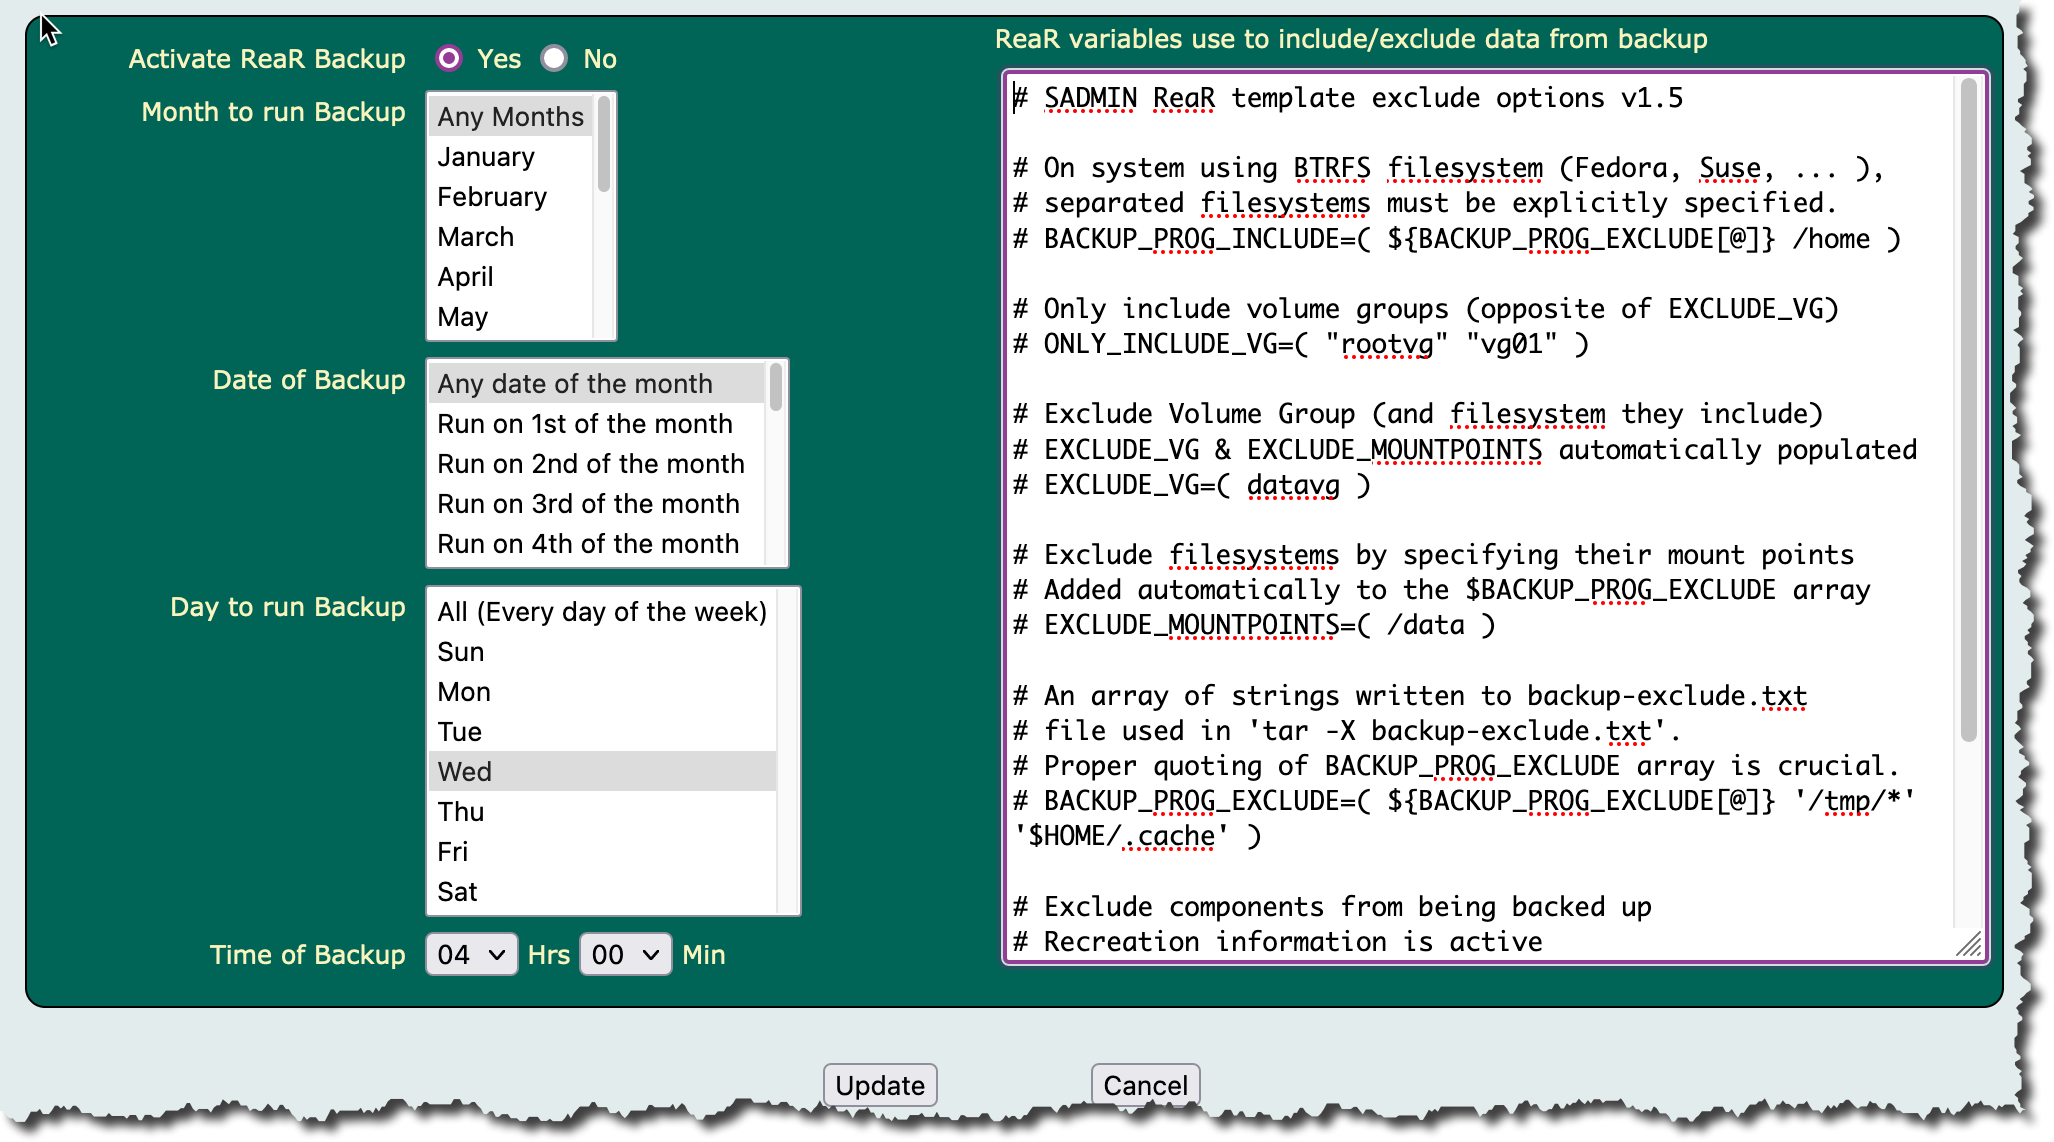 Activate ReaR Backup Yes No
Month to run Backup
Any Months
January
February
March
April
May
Date of Backup
Any date of the month
Run on 1st of the month
Run on 2nd of the month
Run on 3rd of the month
Run on 4th of the month
Day to run Backup
All (Every day of the week)
Sun
Mon
Tue
Wed
Thu
Fri
Sat
Time of Backup 04 Hrs 00 Min
ReaR variables use to include/exclude data from backup
# SADMIN ReaR template exclude options v1.5
# On system using BTRFS filesystem (Fedora, Suse, ... ),
# separated filesystems must be explicitly specified.
# BACKUP_PROG_INCLUDE=( ${BACKUP_PROG_EXCLUDE[@]} /home )
# Only include volume groups (opposite of EXCLUDE_VG)
# ONLY_INCLUDE_VG=( "rootvg" "vg01" )
# Exclude Volume Group (and filesystem they include)
# EXCLUDE_VG & EXCLUDE_MOUNTPOINTS automatically populated
# EXCLUDE_VG=( datavg )
# Exclude filesystems by specifying their mount points
# Added automatically to the $BACKUP_PROG_EXCLUDE array
# EXCLUDE_MOUNTPOINTS=( /data )
# An array of strings written to backup-exclude.txt
# file used in 'tar -X backup-exclude.txt'.
# Proper quoting of BACKUP_PROG_EXCLUDE array is crucial.
# BACKUP_PROG_EXCLUDE=( ${BACKUP_PROG_EXCLUDE[@]} '/tmp/*'
'$HOME/.cache' )
# Exclude components from being backed up
# Recreation information is active
Update Cancel